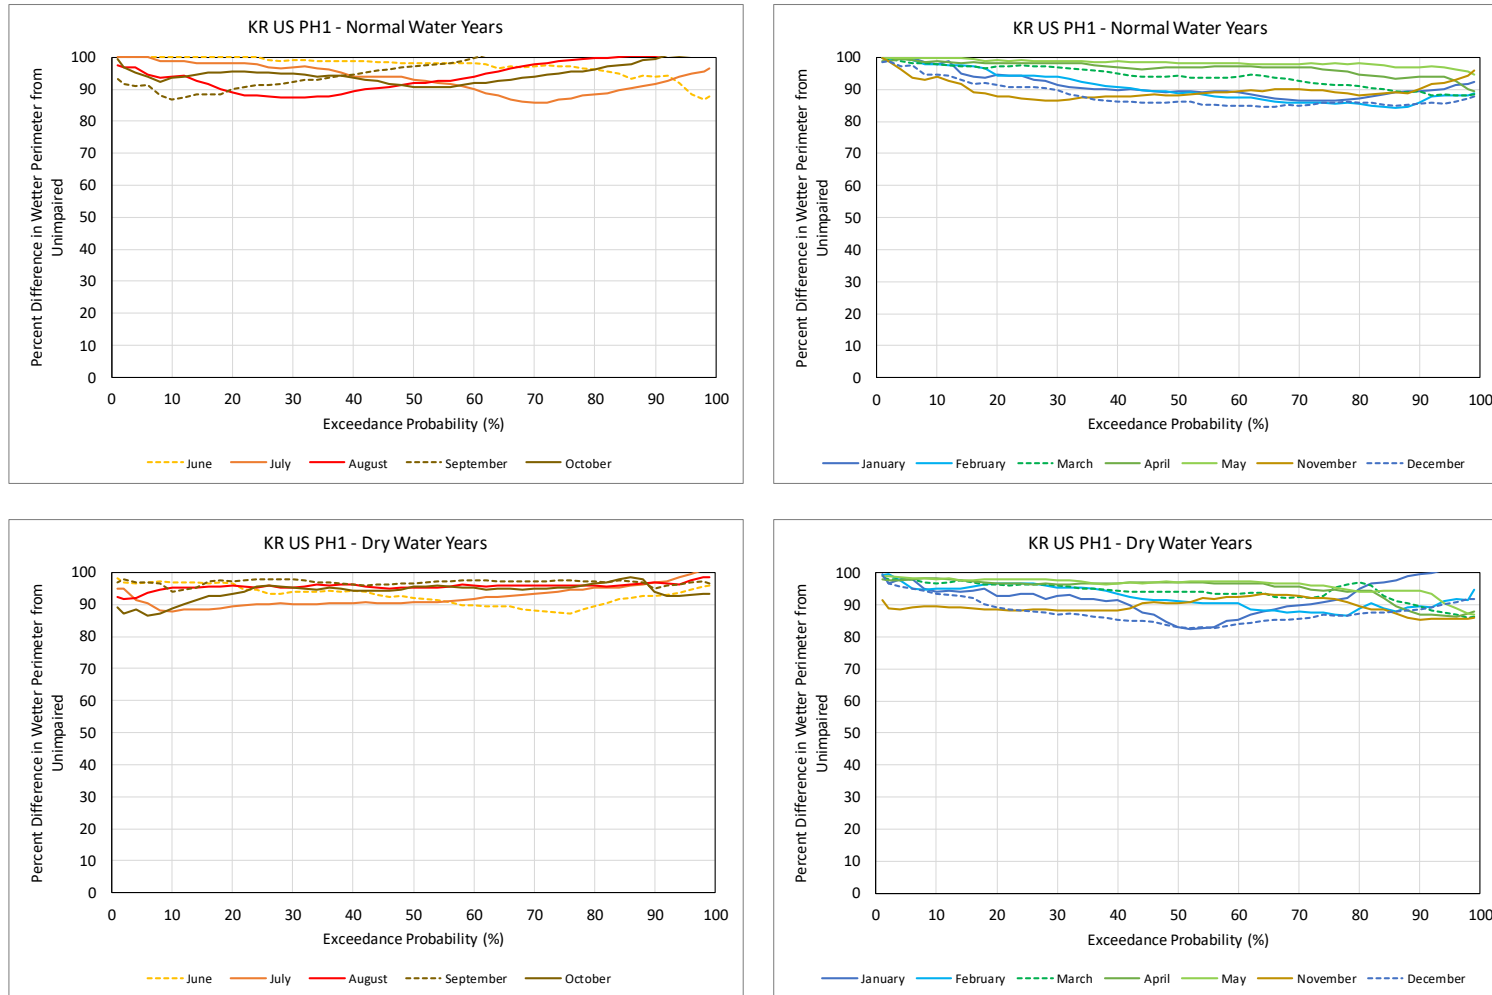 KR US PH1 - Normal Water Years
Percent Difference in Wetter Perimeter from
Unimpaired
100
90
80
70
60
50
40
30
20
10
0
0 10 20 30 40 50 60 70 80 90 100
Exceedance Probability (%)
June July August September October
KR US PH1 - Normal Water Years
Percent Difference in Wetter Perimeter from
Unimpaired
100
90
80
70
60
50
40
30
20
10
0
0 10 20 30 40 50 60 70 80 90 100
Exceedance Probability (%)
January February March April May November December
KR US PH1 - Dry Water Years
Percent Difference in Wetter Perimeter from
Unimpaired
100
90
80
70
60
50
40
30
20
10
0
0 10 20 30 40 50 60 70 80 90 100
Exceedance Probability (%)
June July August September October
KR US PH1 - Dry Water Years
Percent Difference in Wetter Perimeter from
Unimpaired
100
90
80
70
60
50
40
30
20
10
0
0 10 20 30 40 50 60 70 80 90 100
Exceedance Probability (%)
January February March April May November December